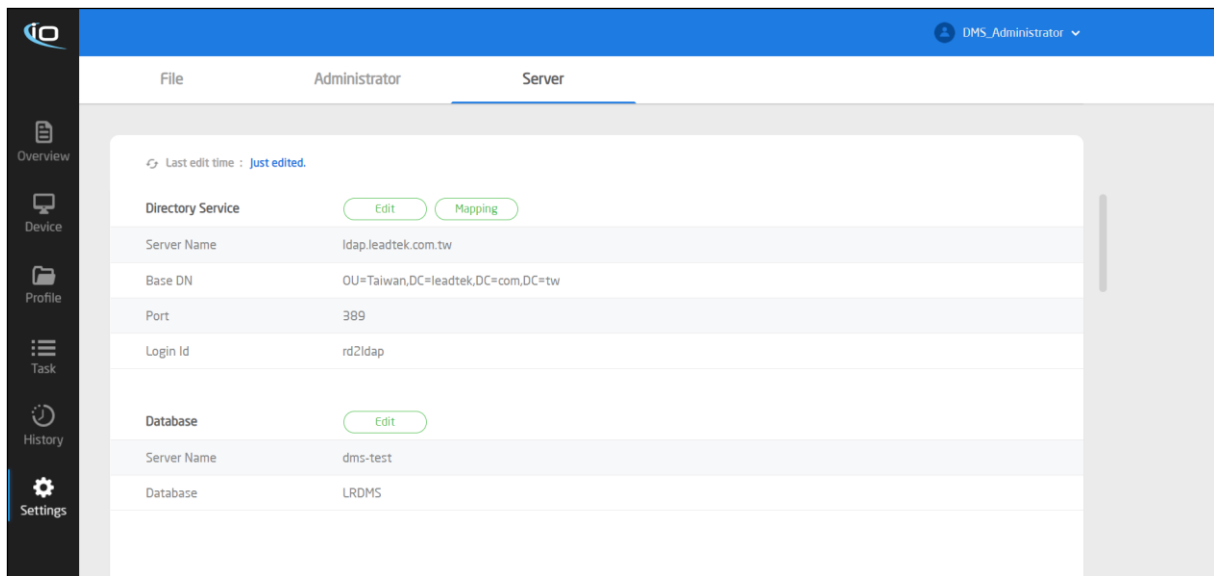 iO
DMS_Administrator
File Administrator Server
Overview
Device
Profile
Task
History
Settings
Last edit time : Just edited.
Directory Service Edit Mapping
Server Name ldap.leadtek.com.tw
Base DN OU=Taiwan,DC=leadtek,DC=com,DC=tw
Port 389
Login Id rd2ldap
Database Edit
Server Name dms-test
Database LRDMS